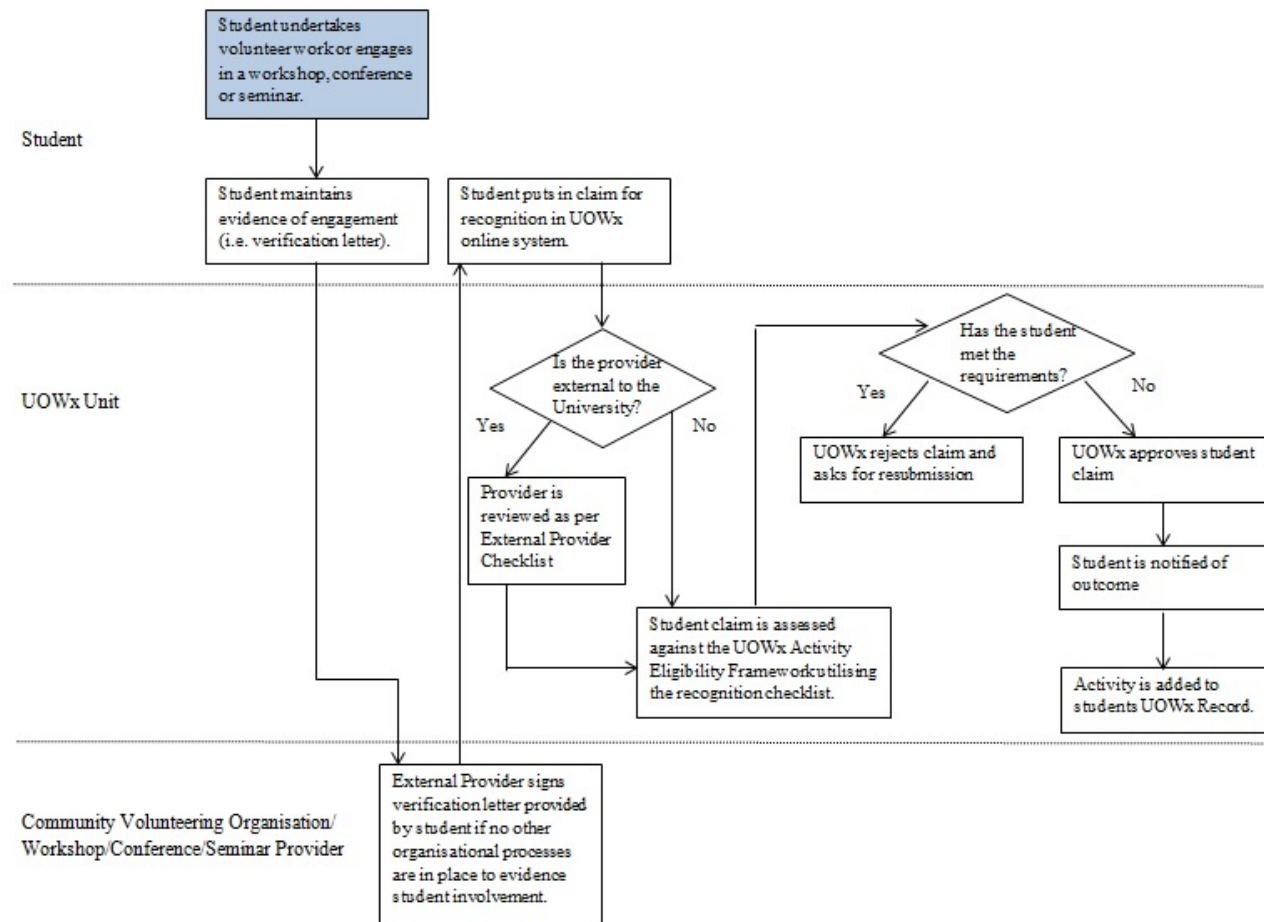 Student undertakes
volunteer work or engages
in a workshop, conference
or seminar.
Student
Student maintains
evidence of engagement
(i.e. verification letter).
Student puts in claim for
recognition in UOWx
online system.
UOWx Unit
Is the provider
external to the
University?
Yes
No
Provider is
reviewed as per
External Provider
Checklist
Student claim is assessed
against the UOWx Activity
Eligibility Framework utilising
the recognition checklist.
Has the student
met the
requirements?
Yes
No
UOWx rejects claim and
asks for resubmission
UOWx approves student
claim
Student is notified of
outcome
Activity is added to
students UOWx Record.
Community Volunteering Organisation/
Workshop/Conference/Seminar Provider
External Provider signs
verification letter provided
by student if no other
organisational processes
are in place to evidence
student involvement.